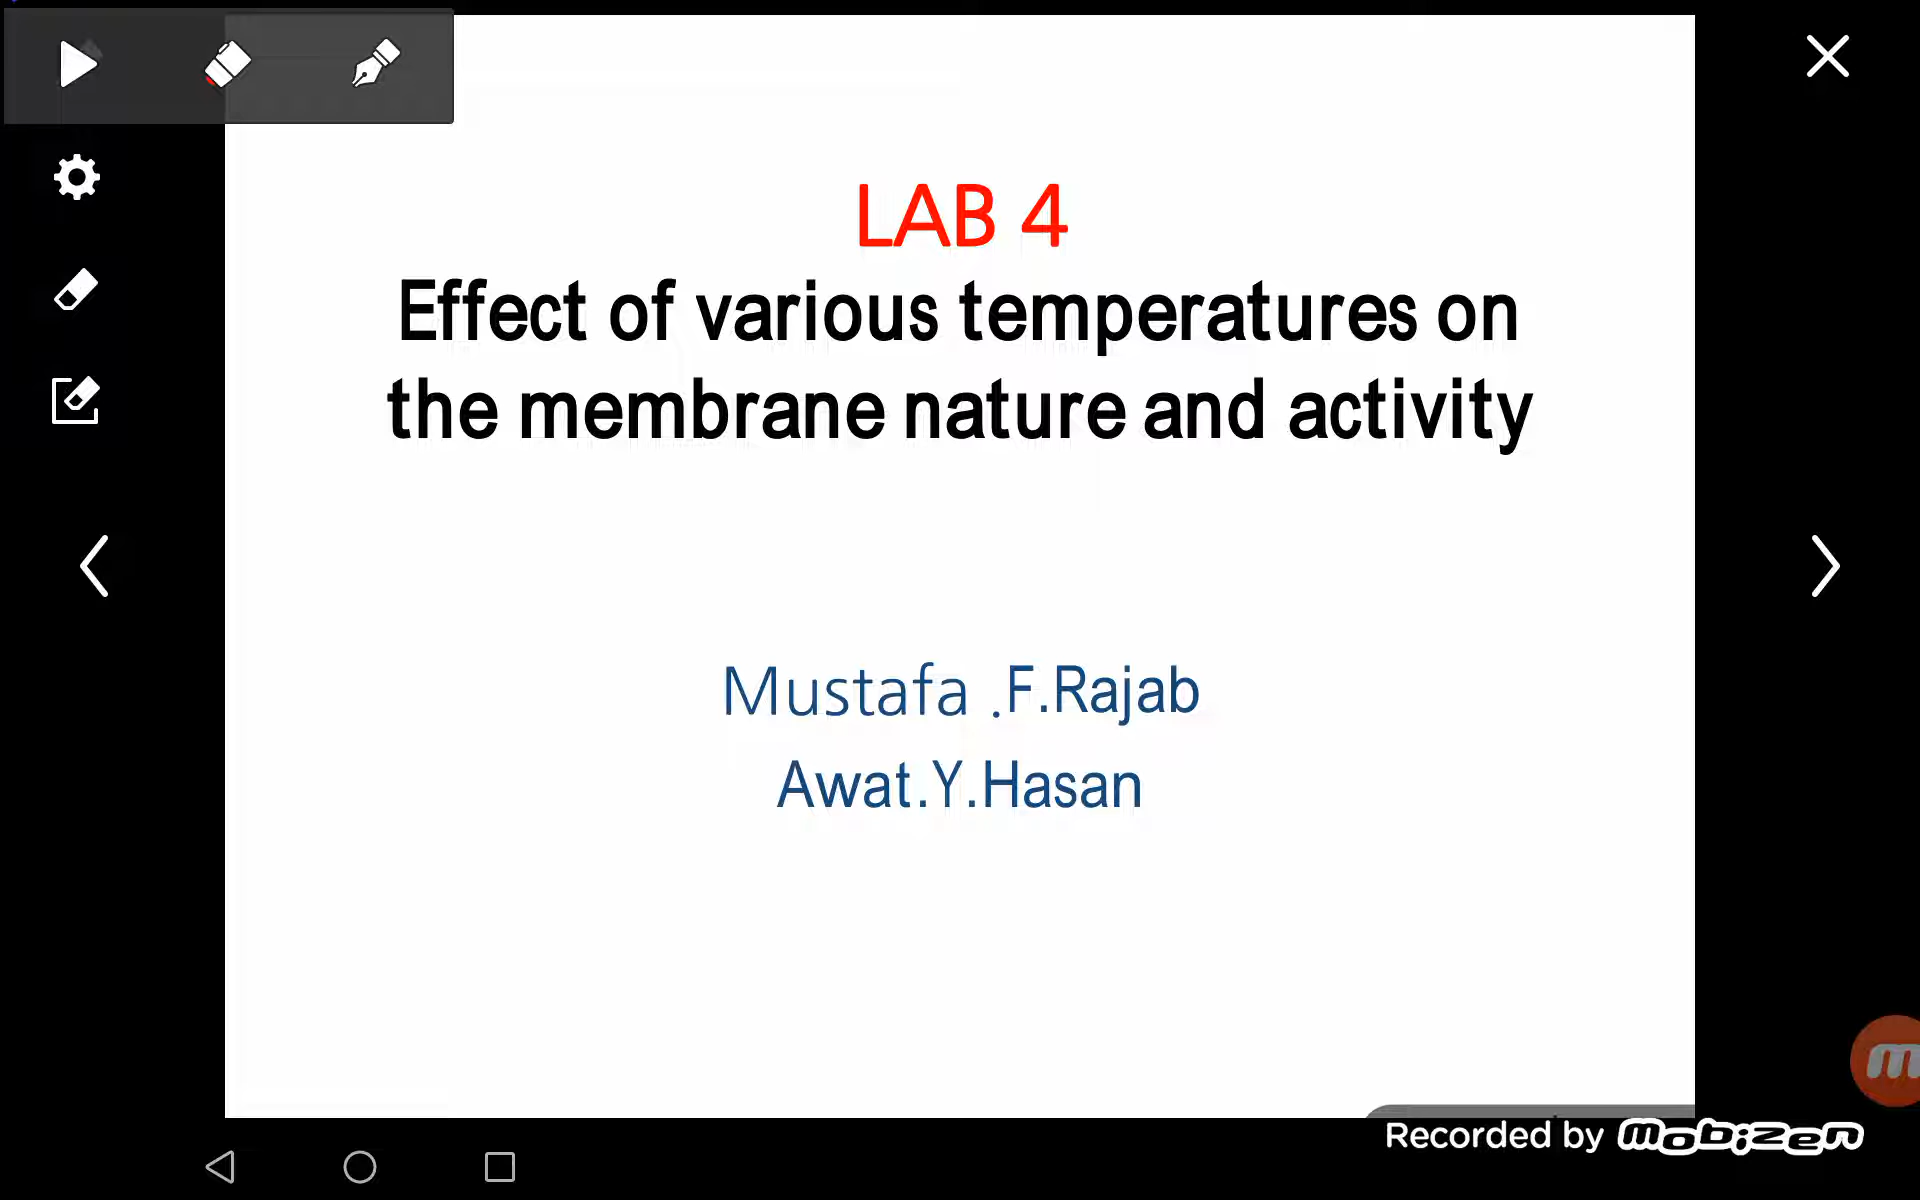 LAB 4
Effect of various temperatures on
the membrane nature and activity
Mustafa .F.Rajab
Awat.Y.Hasan
Recorded by mobizen